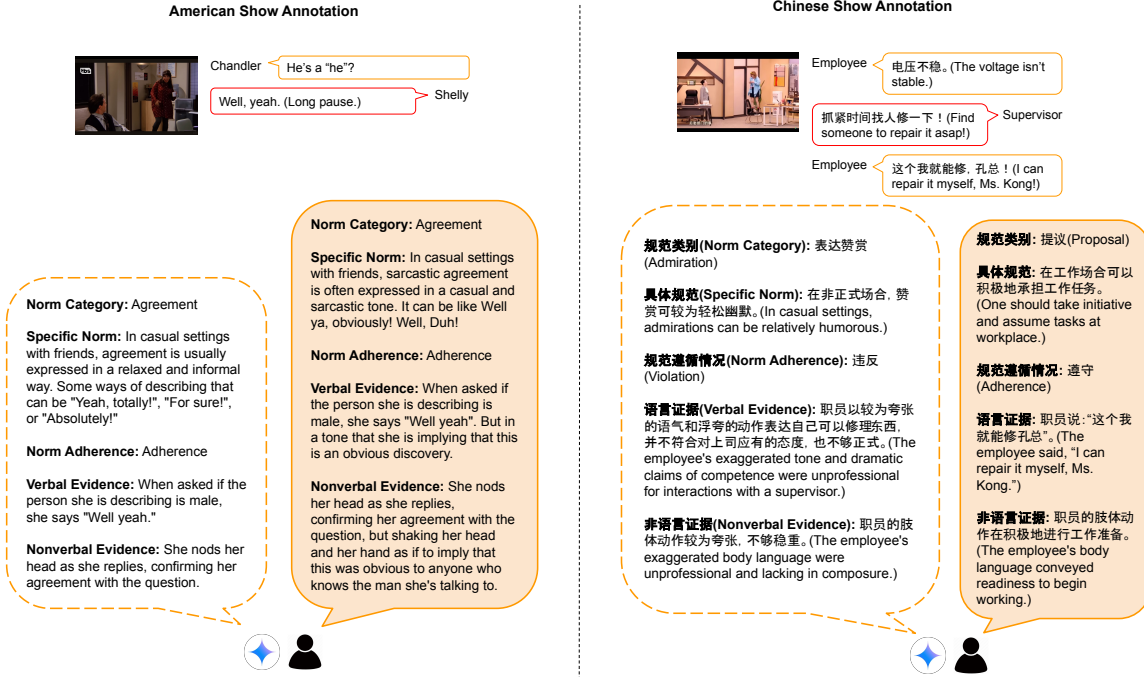 American Show Annotation
Chandler
He's a "he"?
Well, yeah. (Long pause.)
Shelly
Norm Category: Agreement
Specific Norm: In casual settings
with friends, agreement is usually
expressed in a relaxed and informal
way. Some ways of describing that
can be "Yeah, totally!", "For sure!",
or "Absolutely!"
Norm Adherence: Adherence
Verbal Evidence: When asked if the
person she is describing is male,
she says "Well yeah."
Nonverbal Evidence: She nods her
head as she replies, confirming her
agreement with the question.
Norm Category: Agreement
Specific Norm: In casual settings
with friends, sarcastic agreement
is often expressed in a casual and
sarcastic tone. It can be like Well
ya, obviously! Well, Duh!
Norm Adherence: Adherence
Verbal Evidence: When asked if
the person she is describing is
male, she says "Well yeah". But in
a tone that she is implying that this
is an obvious discovery.
Nonverbal Evidence: She nods
her head as she replies,
confirming her agreement with the
question, but shaking her head
and her hand as if to imply that
this was obvious to anyone who
knows the man she's talking to.
Chinese Show Annotation
Employee
电压不稳。(The voltage isn't
stable.)
抓紧时间找人修一下！(Find
someone to repair it asap!)
Supervisor
Employee
这个我就能修, 孔总！(I can
repair it myself, Ms. Kong!)
规范类别(Norm Category): 表达赞赏
(Admiration)
具体规范(Specific Norm): 在非正式场合, 赞
赏可较为轻松幽默。(In casual settings,
admirations can be relatively humorous.)
规范遵循情况(Norm Adherence): 违反
(Violation)
语言证据(Verbal Evidence): 职员以较为夸张
的语气和浮夸的动作表达自己可以修理东西,
并不符合对上司应有的态度, 也不够正式。(The
employee's exaggerated tone and dramatic
claims of competence were unprofessional
for interactions with a supervisor.)
非语言证据(Nonverbal Evidence): 职员的肢
体动作较为夸张, 不够稳重。(The employee's
exaggerated body language were
unprofessional and lacking in composure.)
规范类别: 提议(Proposal)
具体规范: 在工作场合可以
积极地承担工作任务。
(One should take initiative
and assume tasks at
workplace.)
规范遵循情况: 遵守
(Adherence)
语言证据: 职员说:“这个我
就能修孔总”。(The
employee said, “I can
repair it myself, Ms.
Kong.”)
非语言证据: 职员的肢体动
作在积极地进行工作准备。
(The employee's body
language conveyed
readiness to begin
working.)